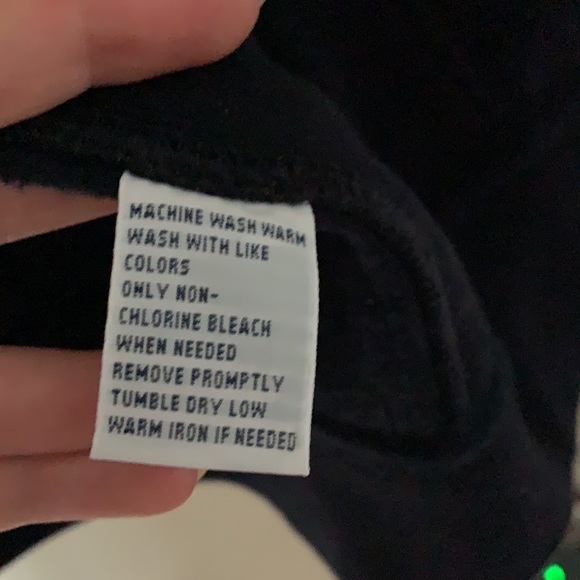 MACHINE WASH WARM
WASH WITH LIKE
COLORS
ONLY NON-
CHLORINE BLEACH
WHEN NEEDED
REMOVE PROMPTLY
TUMBLE DRY LOW
WARM IRON IF NEEDED